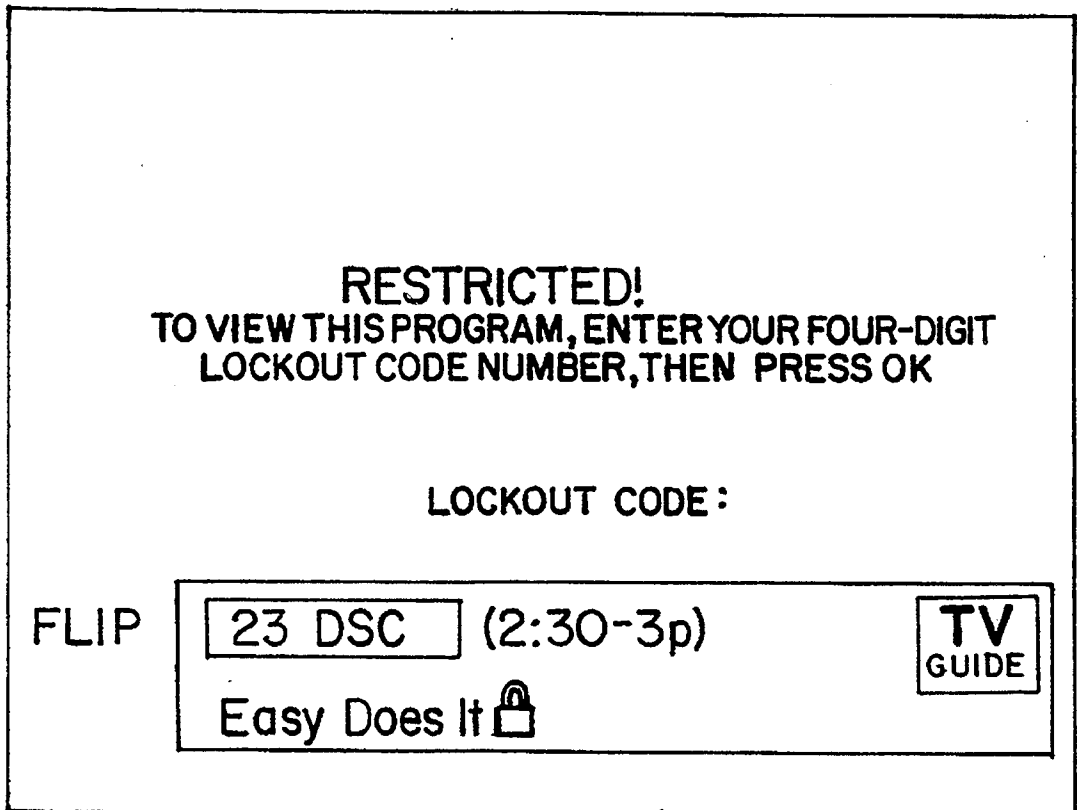 RESTRICTED!
TO VIEW THIS PROGRAM, ENTER YOUR FOUR-DIGIT
LOCKOUT CODE NUMBER, THEN PRESS OK
LOCKOUT CODE:
FLIP 23 DSC (2:30-3p) TV
GUIDE
Easy Does It